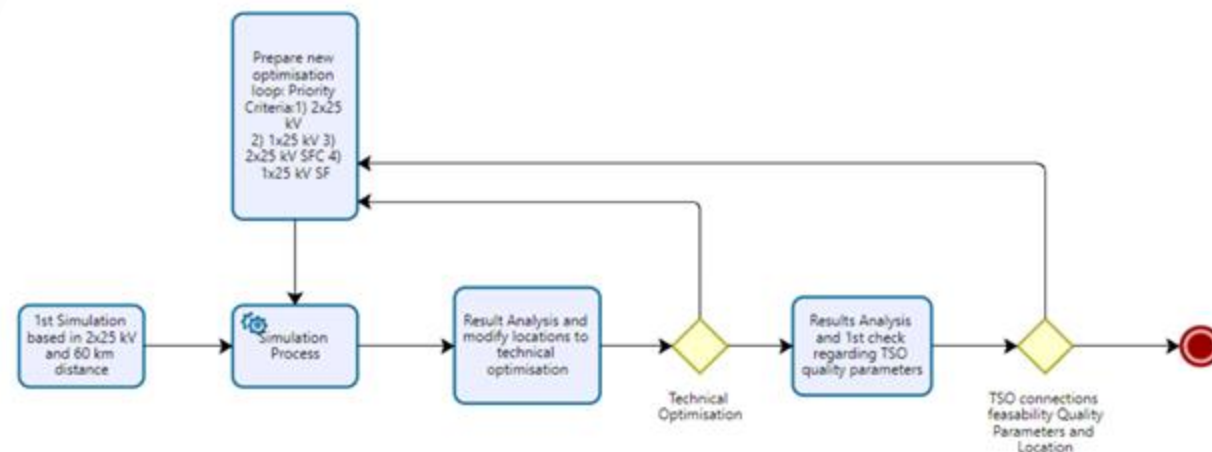 Prepare new
optimisation
loop: Priority
Criteria:1) 2x25
kV
2) 1x25 kV 3)
2x25 kV SFC 4)
1x25 kV SF
1st Simulation
based in 2x25 kV
and 60 km
distance
Simulation
Process
Result Analysis and
modify locations to
technical
optimisation
Technical
Optimisation
Results Analysis
and 1st check
regarding TSO
quality parameters
TSO connections
feasability Quality
Parameters and
Location